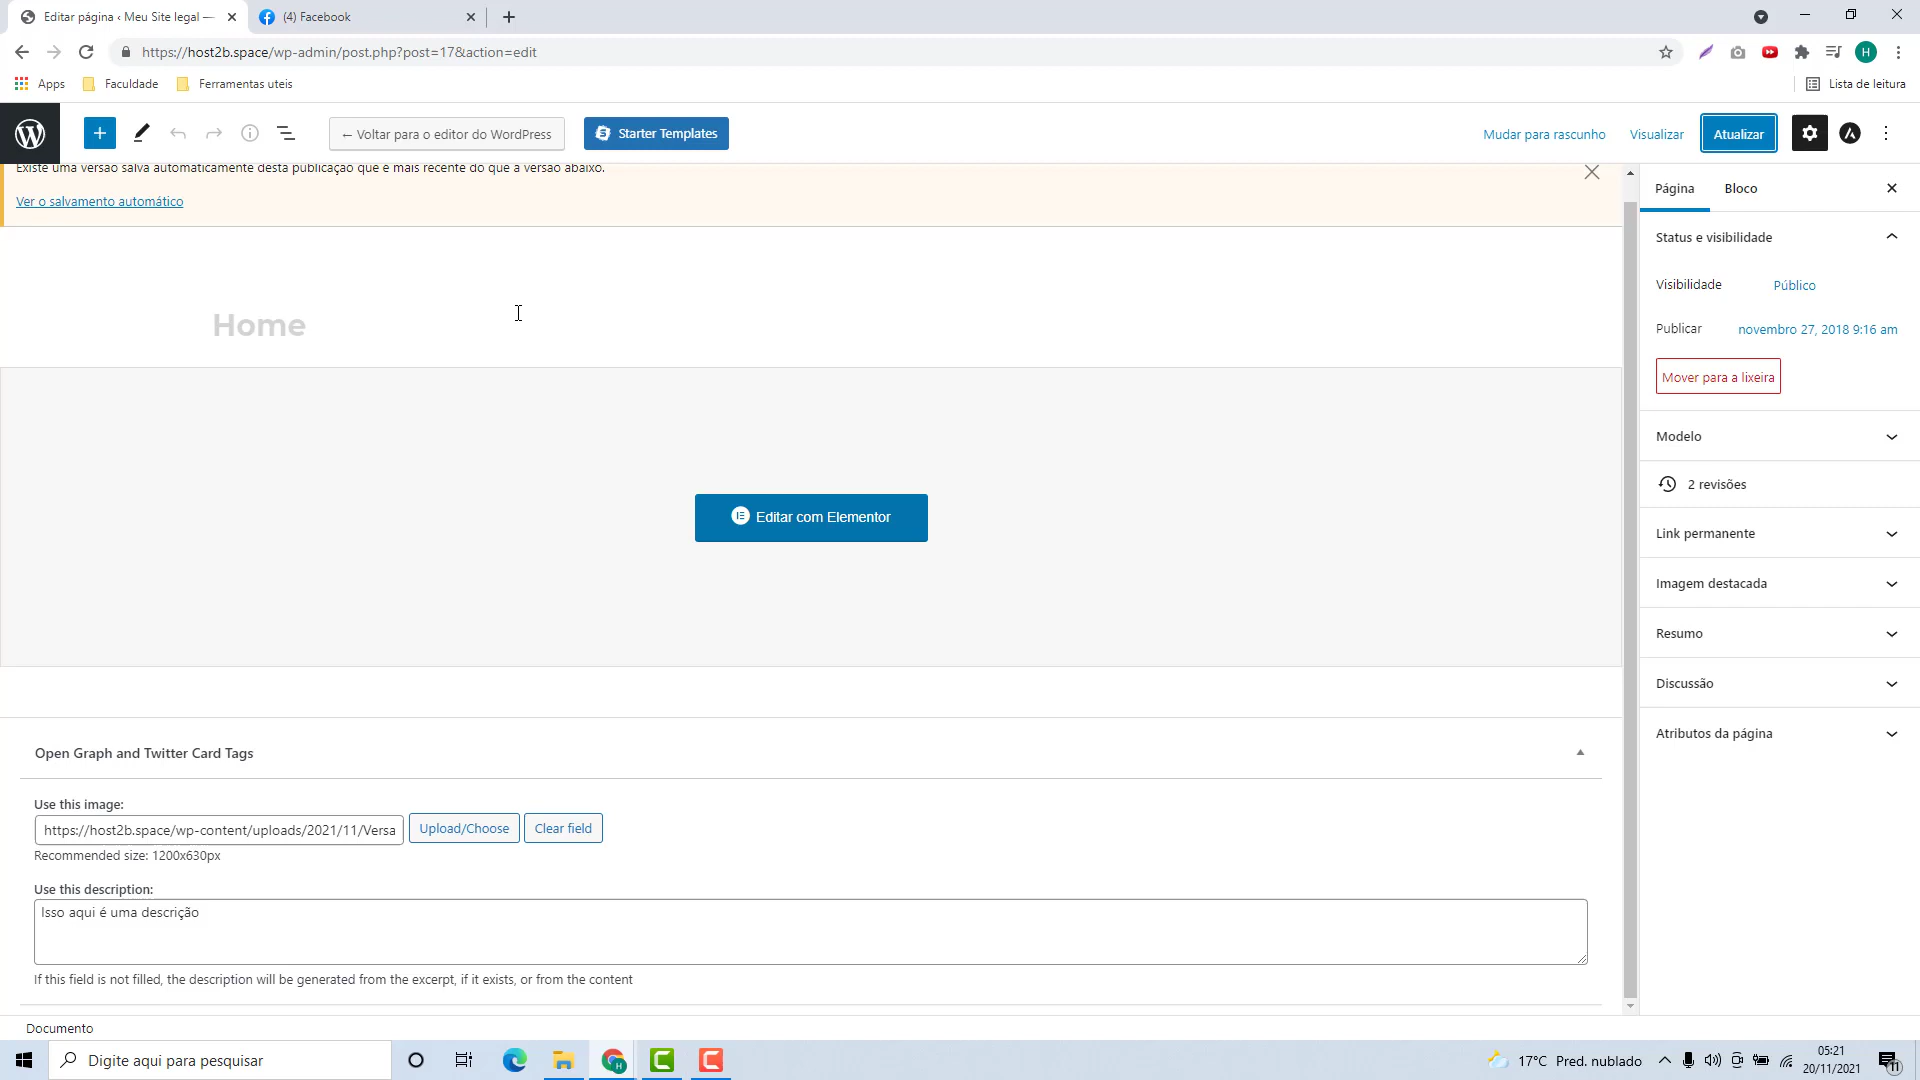 Editar página ‹ Meu Site legal —
(4) Facebook
https://host2b.space/wp-admin/post.php?post=17&action=edit
Apps
Faculdade
Ferramentas uteis
Lista de leitura
← Voltar para o editor do WordPress
Starter Templates
Mudar para rascunho
Visualizar
Atualizar
Existe uma versão salva automaticamente desta publicação que é mais recente do que a versão abaixo.
Ver o salvamento automático
Home
Editar com Elementor
Open Graph and Twitter Card Tags
Use this image:
https://host2b.space/wp-content/uploads/2021/11/Versa
Upload/Choose
Clear field
Recommended size: 1200x630px
Use this description:
Isso aqui é uma descrição
If this field is not filled, the description will be generated from the excerpt, if it exists, or from the content
Documento
Página
Bloco
Status e visibilidade
Visibilidade
Público
Publicar
novembro 27, 2018 9:16 am
Mover para a lixeira
Modelo
2 revisões
Link permanente
Imagem destacada
Resumo
Discussão
Atributos da página
Digite aqui para pesquisar
17°C Pred. nublado
05:21
20/11/2021
11